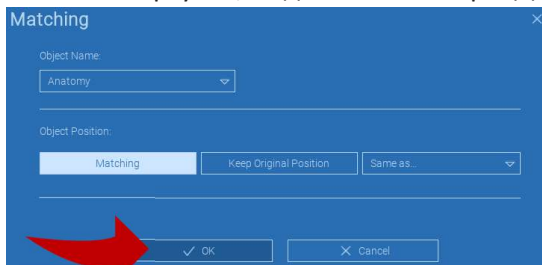 Matching
Object Name:
Anatomy
Object Position:
Matching Keep Original Position Same as...
OK Cancel